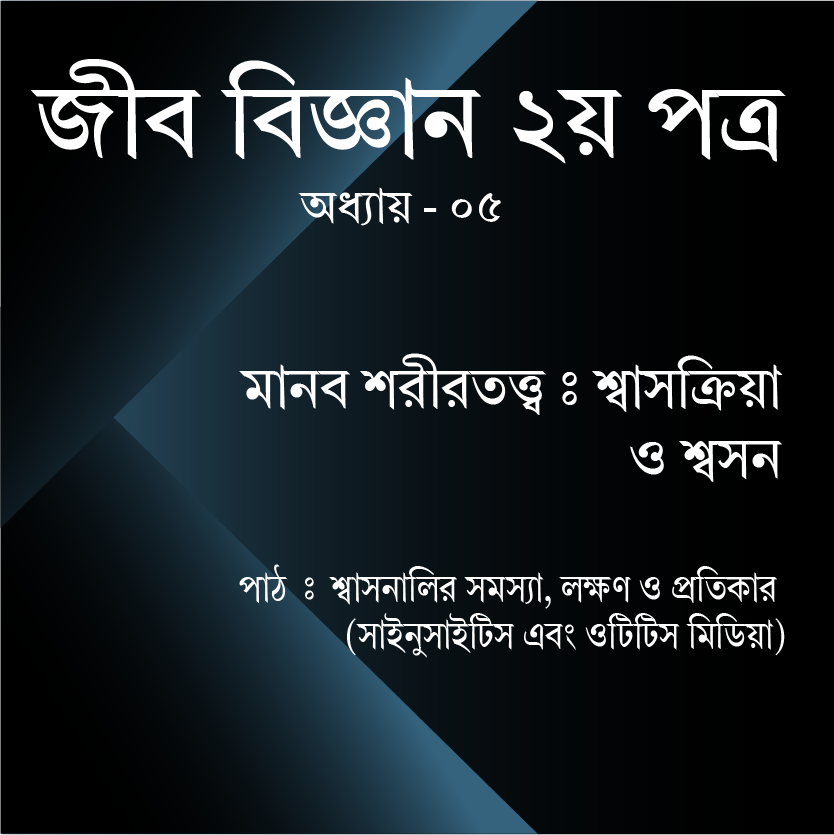 জীব বিজ্ঞান ২য় পত্র
অধ্যায় - ০৫
মানব শরীরতত্ত্ব ঃ শ্বাসক্রিয়া
ও শ্বসন
পাঠ ঃ শ্বাসনালির সমস্যা, লক্ষণ ও প্রতিকার
(সাইনুসাইটিস এবং ওটিটিস মিডিয়া)